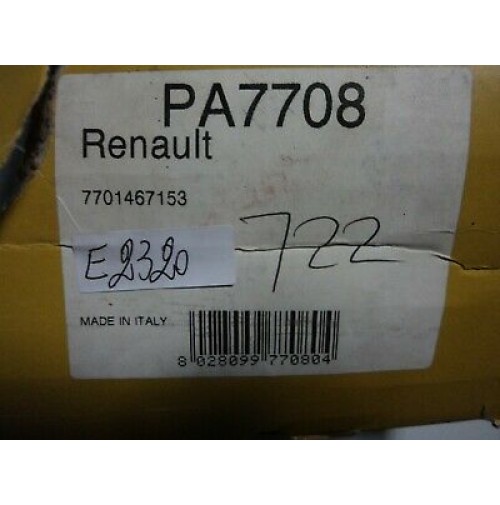 PA7708
Renault
7701467153
E2320
722
MADE IN ITALY
8 028099 770804